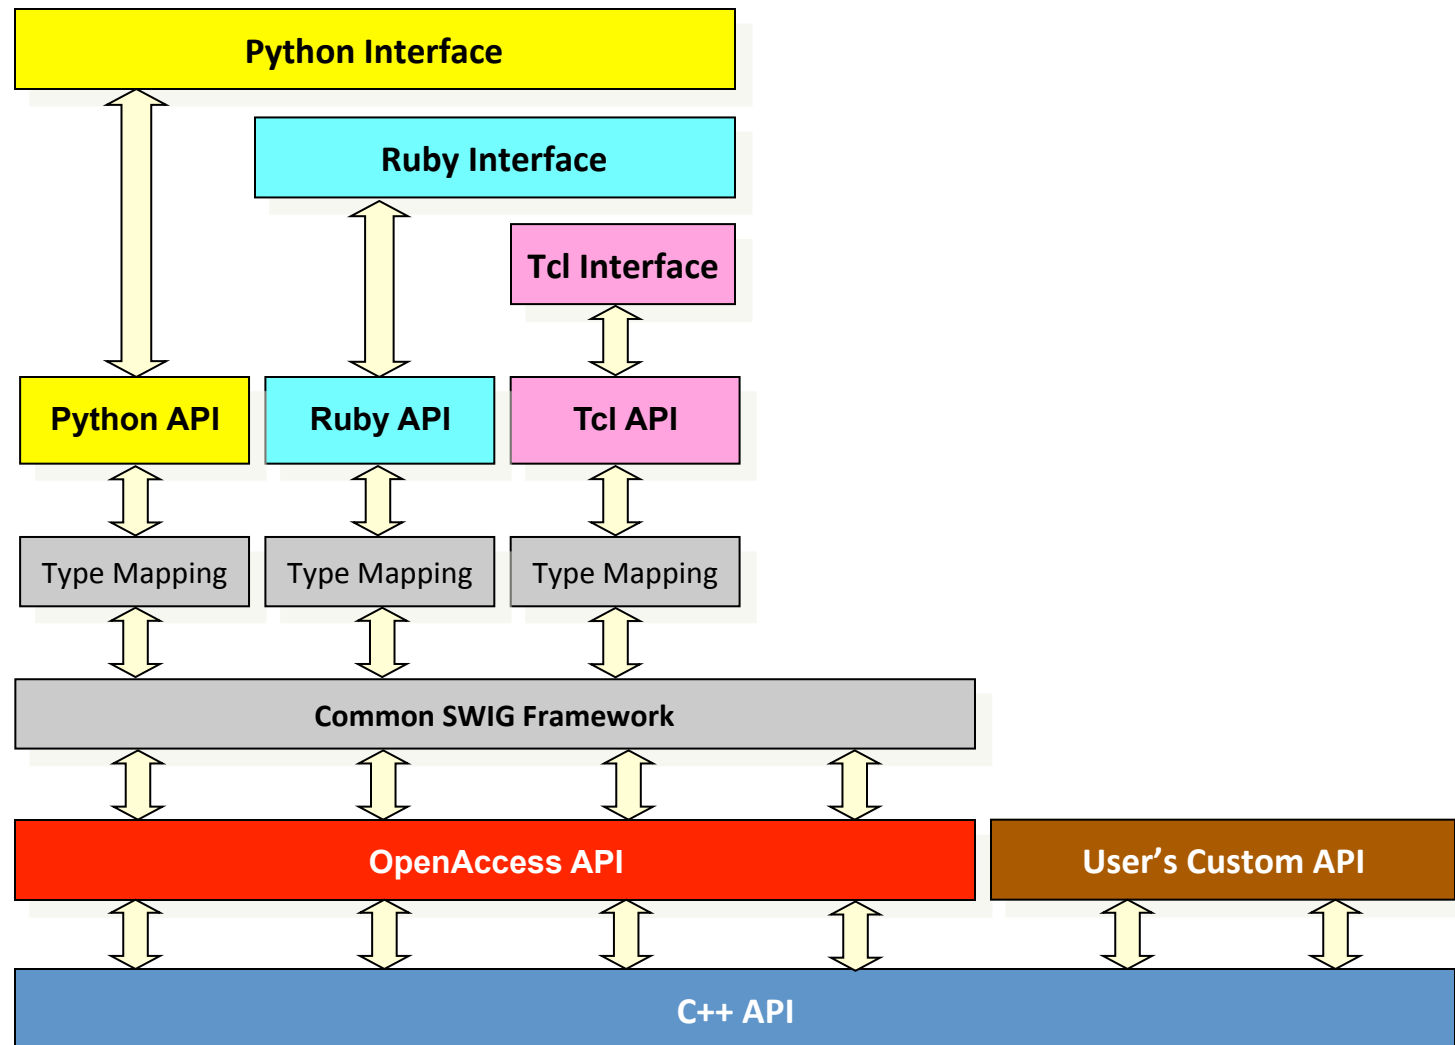 Python Interface
Ruby Interface
Tcl Interface
Python API
Ruby API
Tcl API
Type Mapping
Type Mapping
Type Mapping
Common SWIG Framework
OpenAccess API
User’s Custom API
C++ API